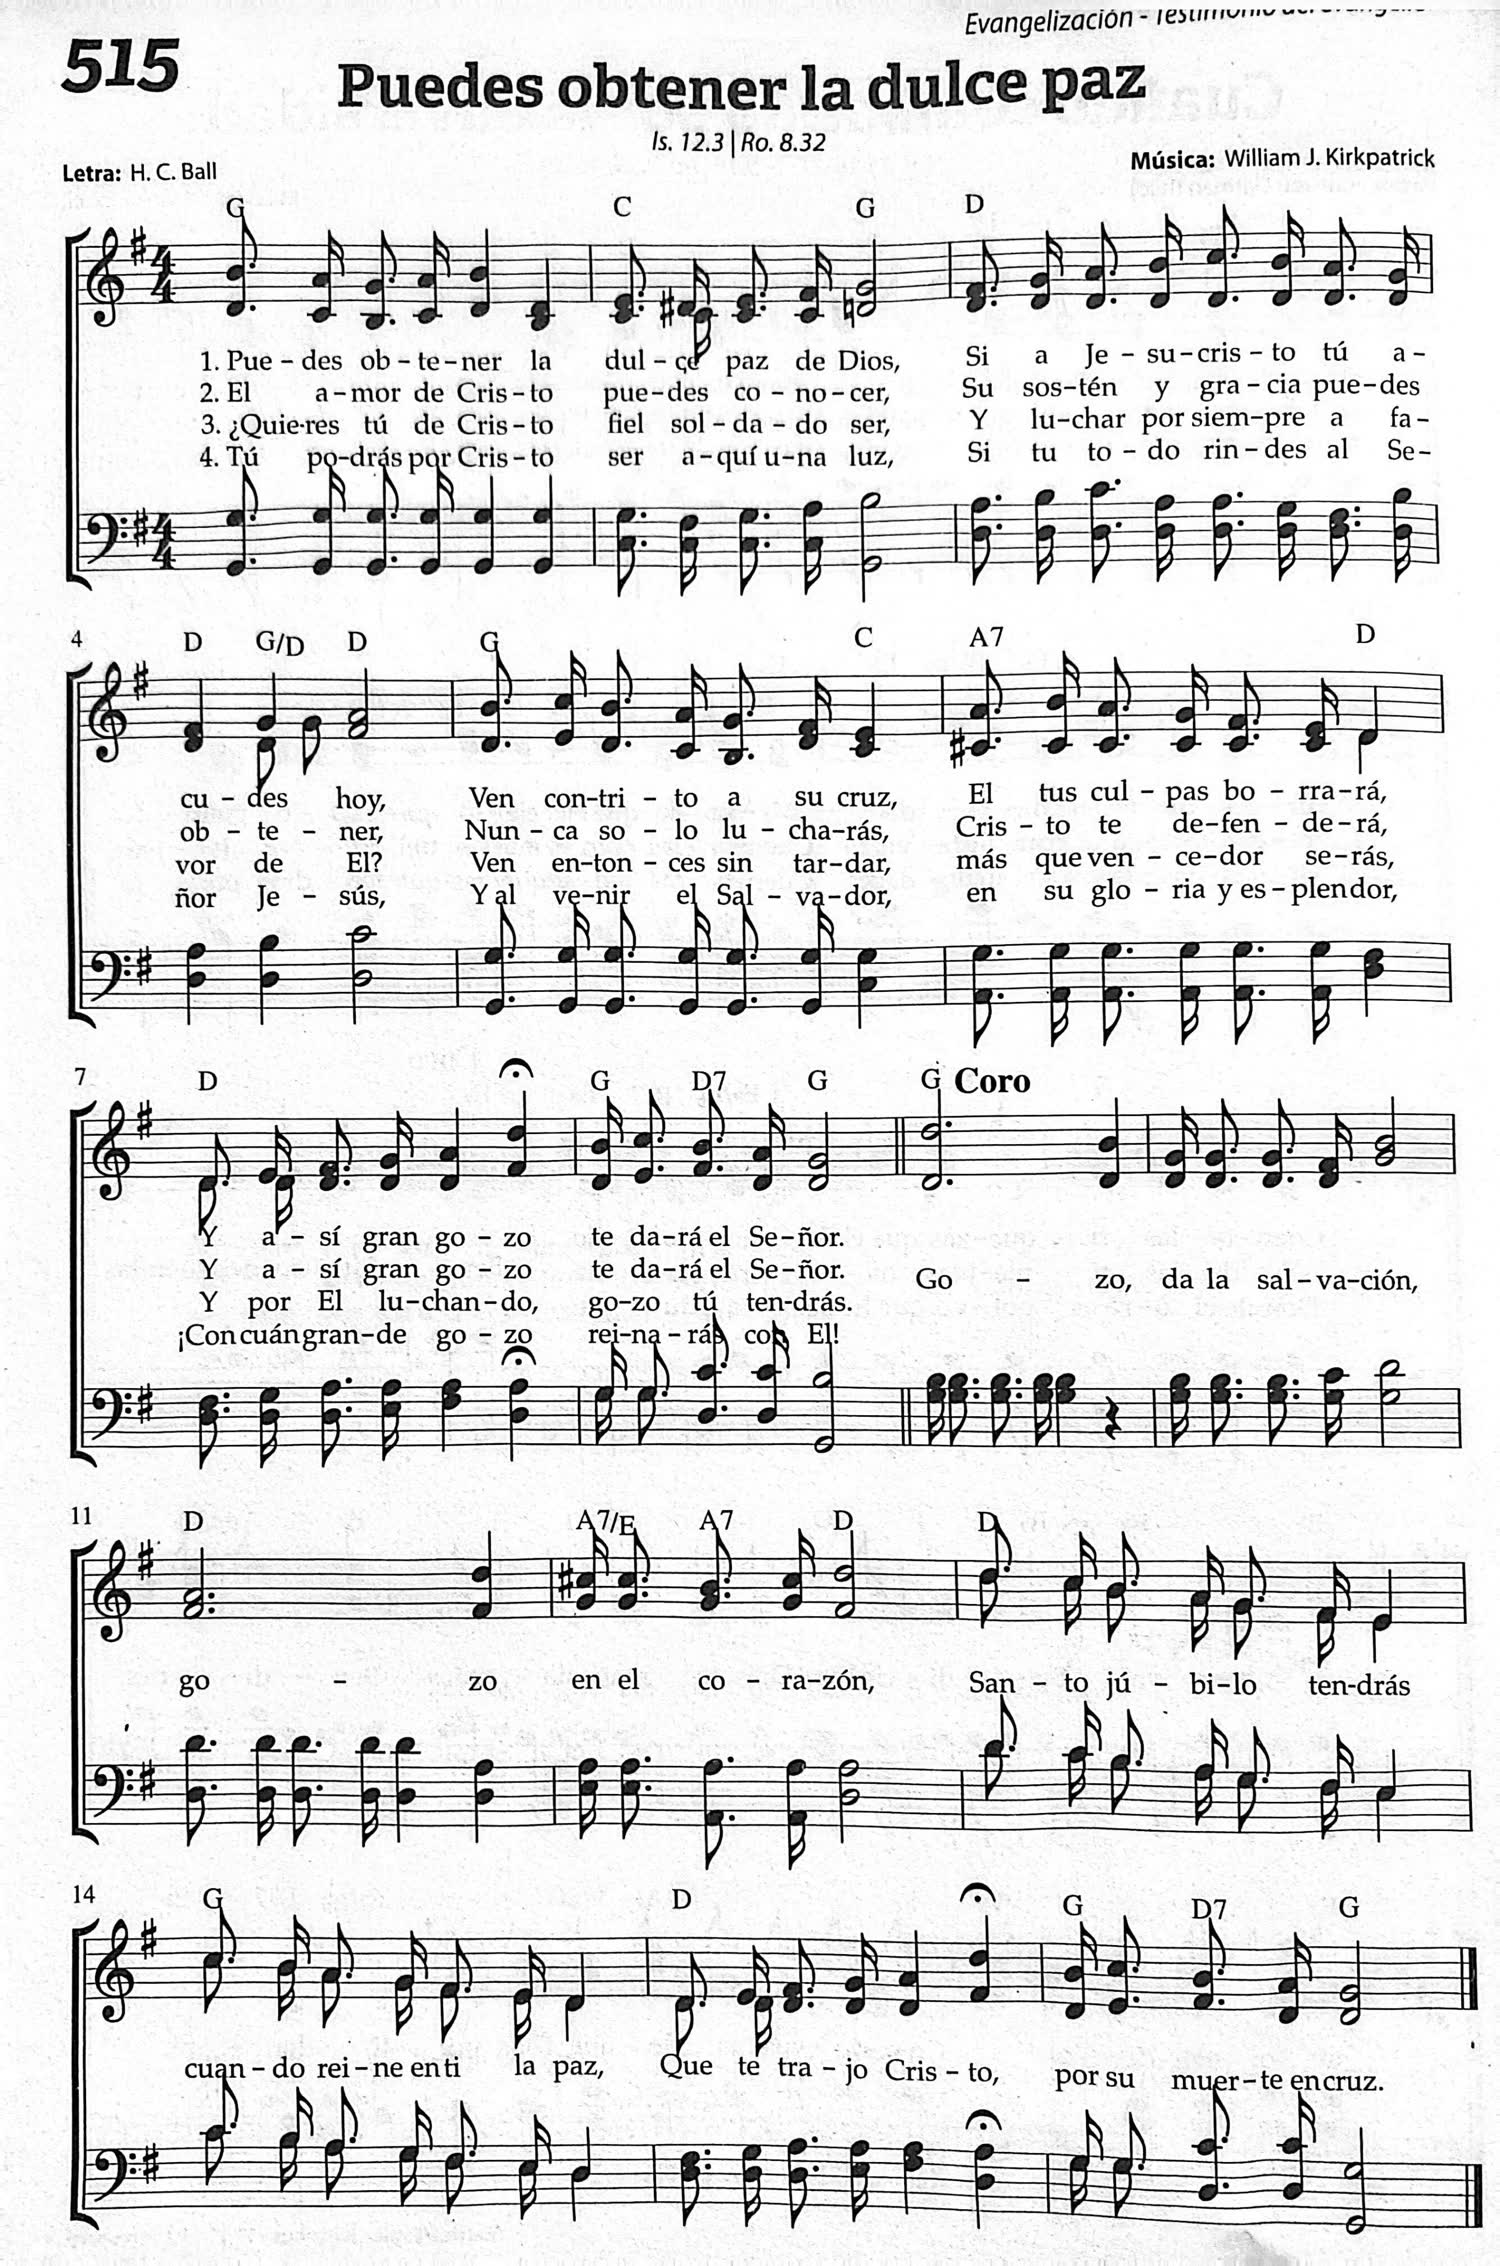 Evangelización - Testimonio del evangelio
515
Puedes obtener la dulce paz
Is. 12.3 | Ro. 8.32
Letra: H. C. Ball
Música: William J. Kirkpatrick
G C G D
1. Pue – des ob – te – ner la dul – ce paz de Dios, Si a Je – su – cris – to tú a –
2. El a – mor de Cris – to pue – des co – no – cer, Su sos – tén y gra – cia pue – des
3. ¿Quie-res tú de Cris – to fiel sol – da – do ser, Y lu – char por siem – pre a fa –
4. Tú po – drás por Cris – to ser a – quí u – na luz, Si tu to – do rin – des al Se –
4
D G/D D G C A7 D
cu – des hoy, Ven con – tri – to a su cruz, El tus cul – pas bo – rra – rá,
ob – te – ner, Nun – ca so – lo lu – cha – rás, Cris – to te de – fen – de – rá,
vor de El? Ven en – ton – ces sin tar – dar, más que ven – ce – dor se – rás,
ñor Je – sús, Y al ve – nir el Sal – va – dor, en su glo – ria y es – plen dor,
7
D G D7 G G Coro
Y a – sí gran go – zo te da – rá el Se – ñor.
Y a – sí gran go – zo te da – rá el Se – ñor. Go – zo, da la sal – va – ción,
Y por El lu – chan – do, go – zo tú ten – drás.
¡Con cuán gran – de go – zo rei – na – rás con El!
11
D A7/E A7 D D
go – zo en el co – ra – zón, San – to jú – bi – lo ten – drás
14
G D G D7 G
cuan – do rei – ne en ti la paz, Que te tra – jo Cris – to, por su muer – te en cruz.